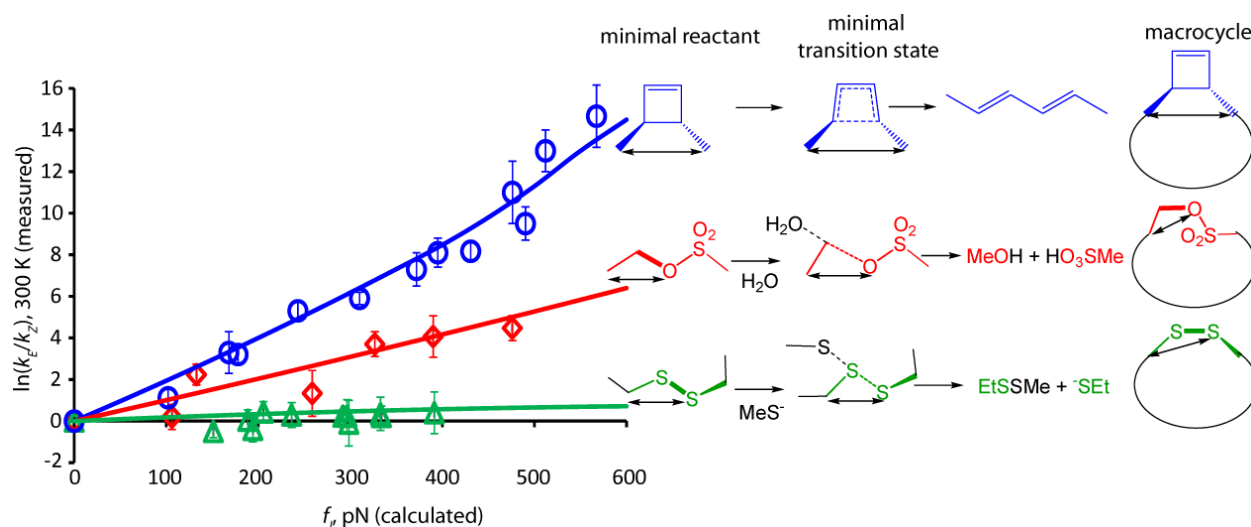 minimal reactant
minimal
transition state
macrocycle
16
14
12
10
8
6
4
2
0
-2
ln(kE/kZ), 300 K (measured)
0 100 200 300 400 500 600
f, pN (calculated)
O
S
O2
H2O
H2O
O
S
O2
MeOH + HO3SMe
O
O2
S
S
S
MeS-
S
S
S
EtSSMe + -SEt
S
S